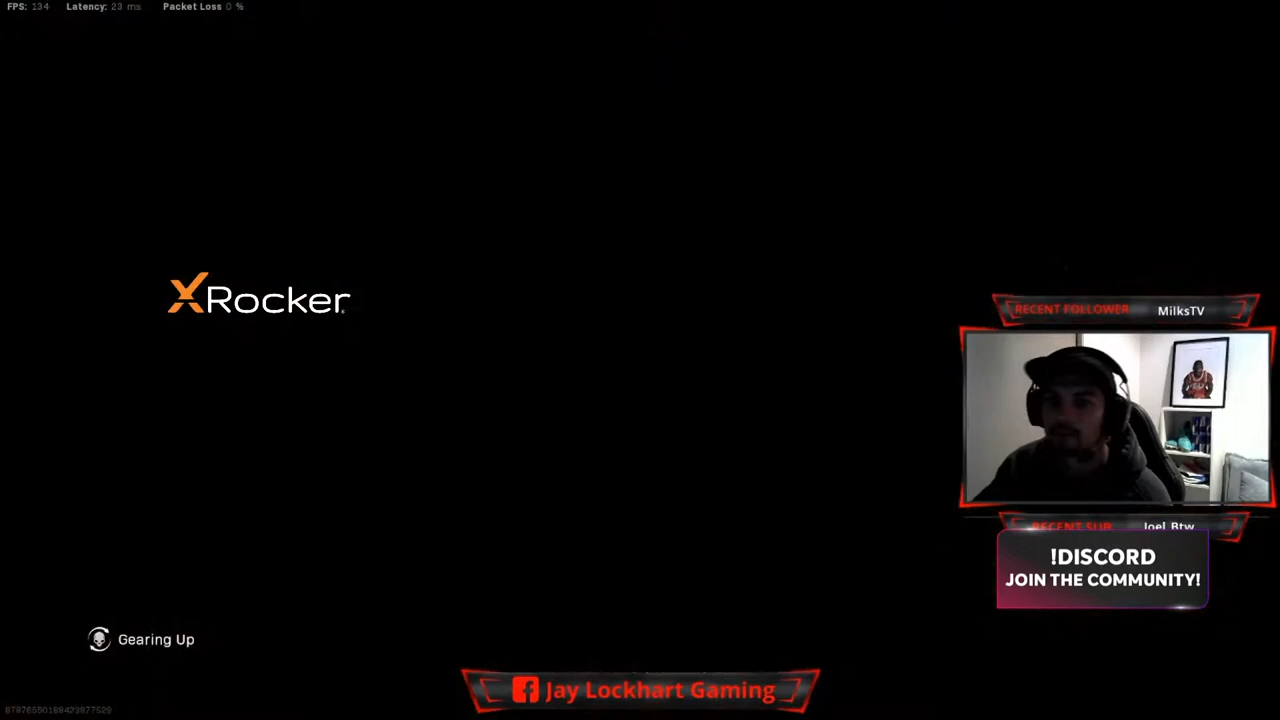 FPS: 134 Latency: 23 ms Packet Loss 0 %
XRocker
RECENT FOLLOWER MilksTV
RECENT SUB Joel_Btw
!DISCORD
JOIN THE COMMUNITY!
Gearing Up
Jay Lockhart Gaming